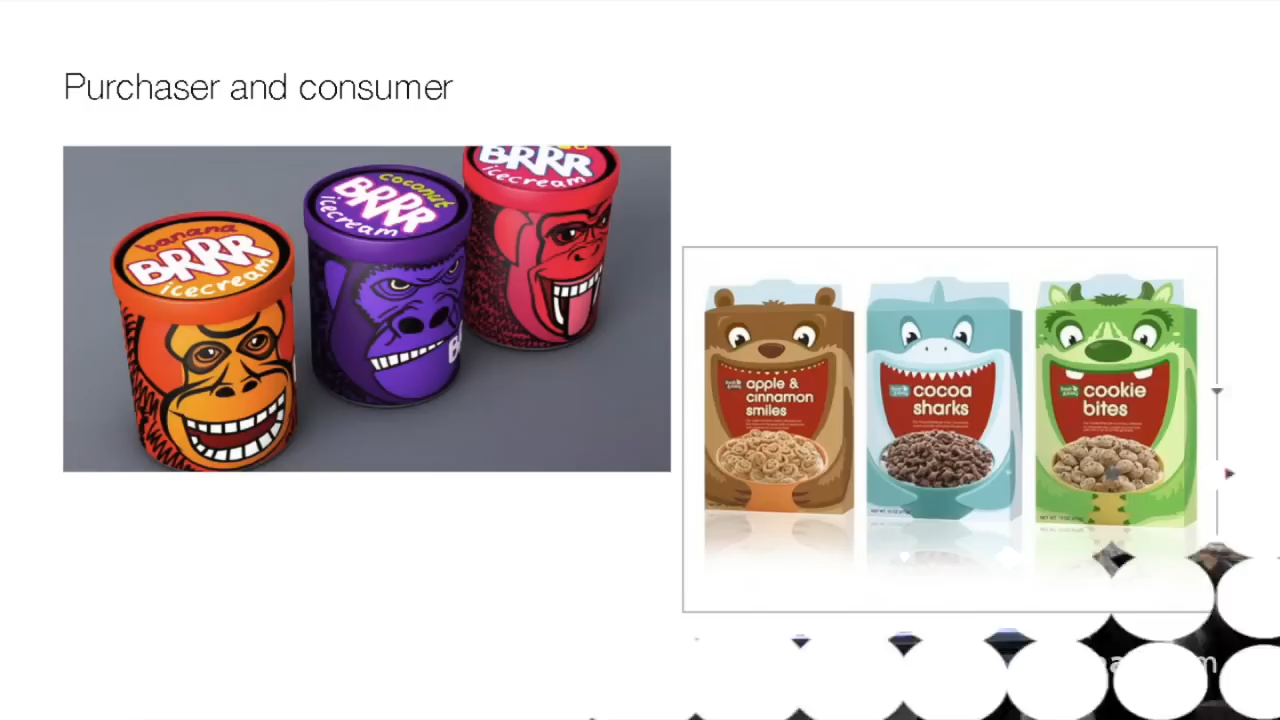 Purchaser and consumer
banana
BRRR
icecream
coconut
BRRR
icecream
BRRR
icecream
apple &
cinnamon
smiles
cocoa
sharks
cookie
bites